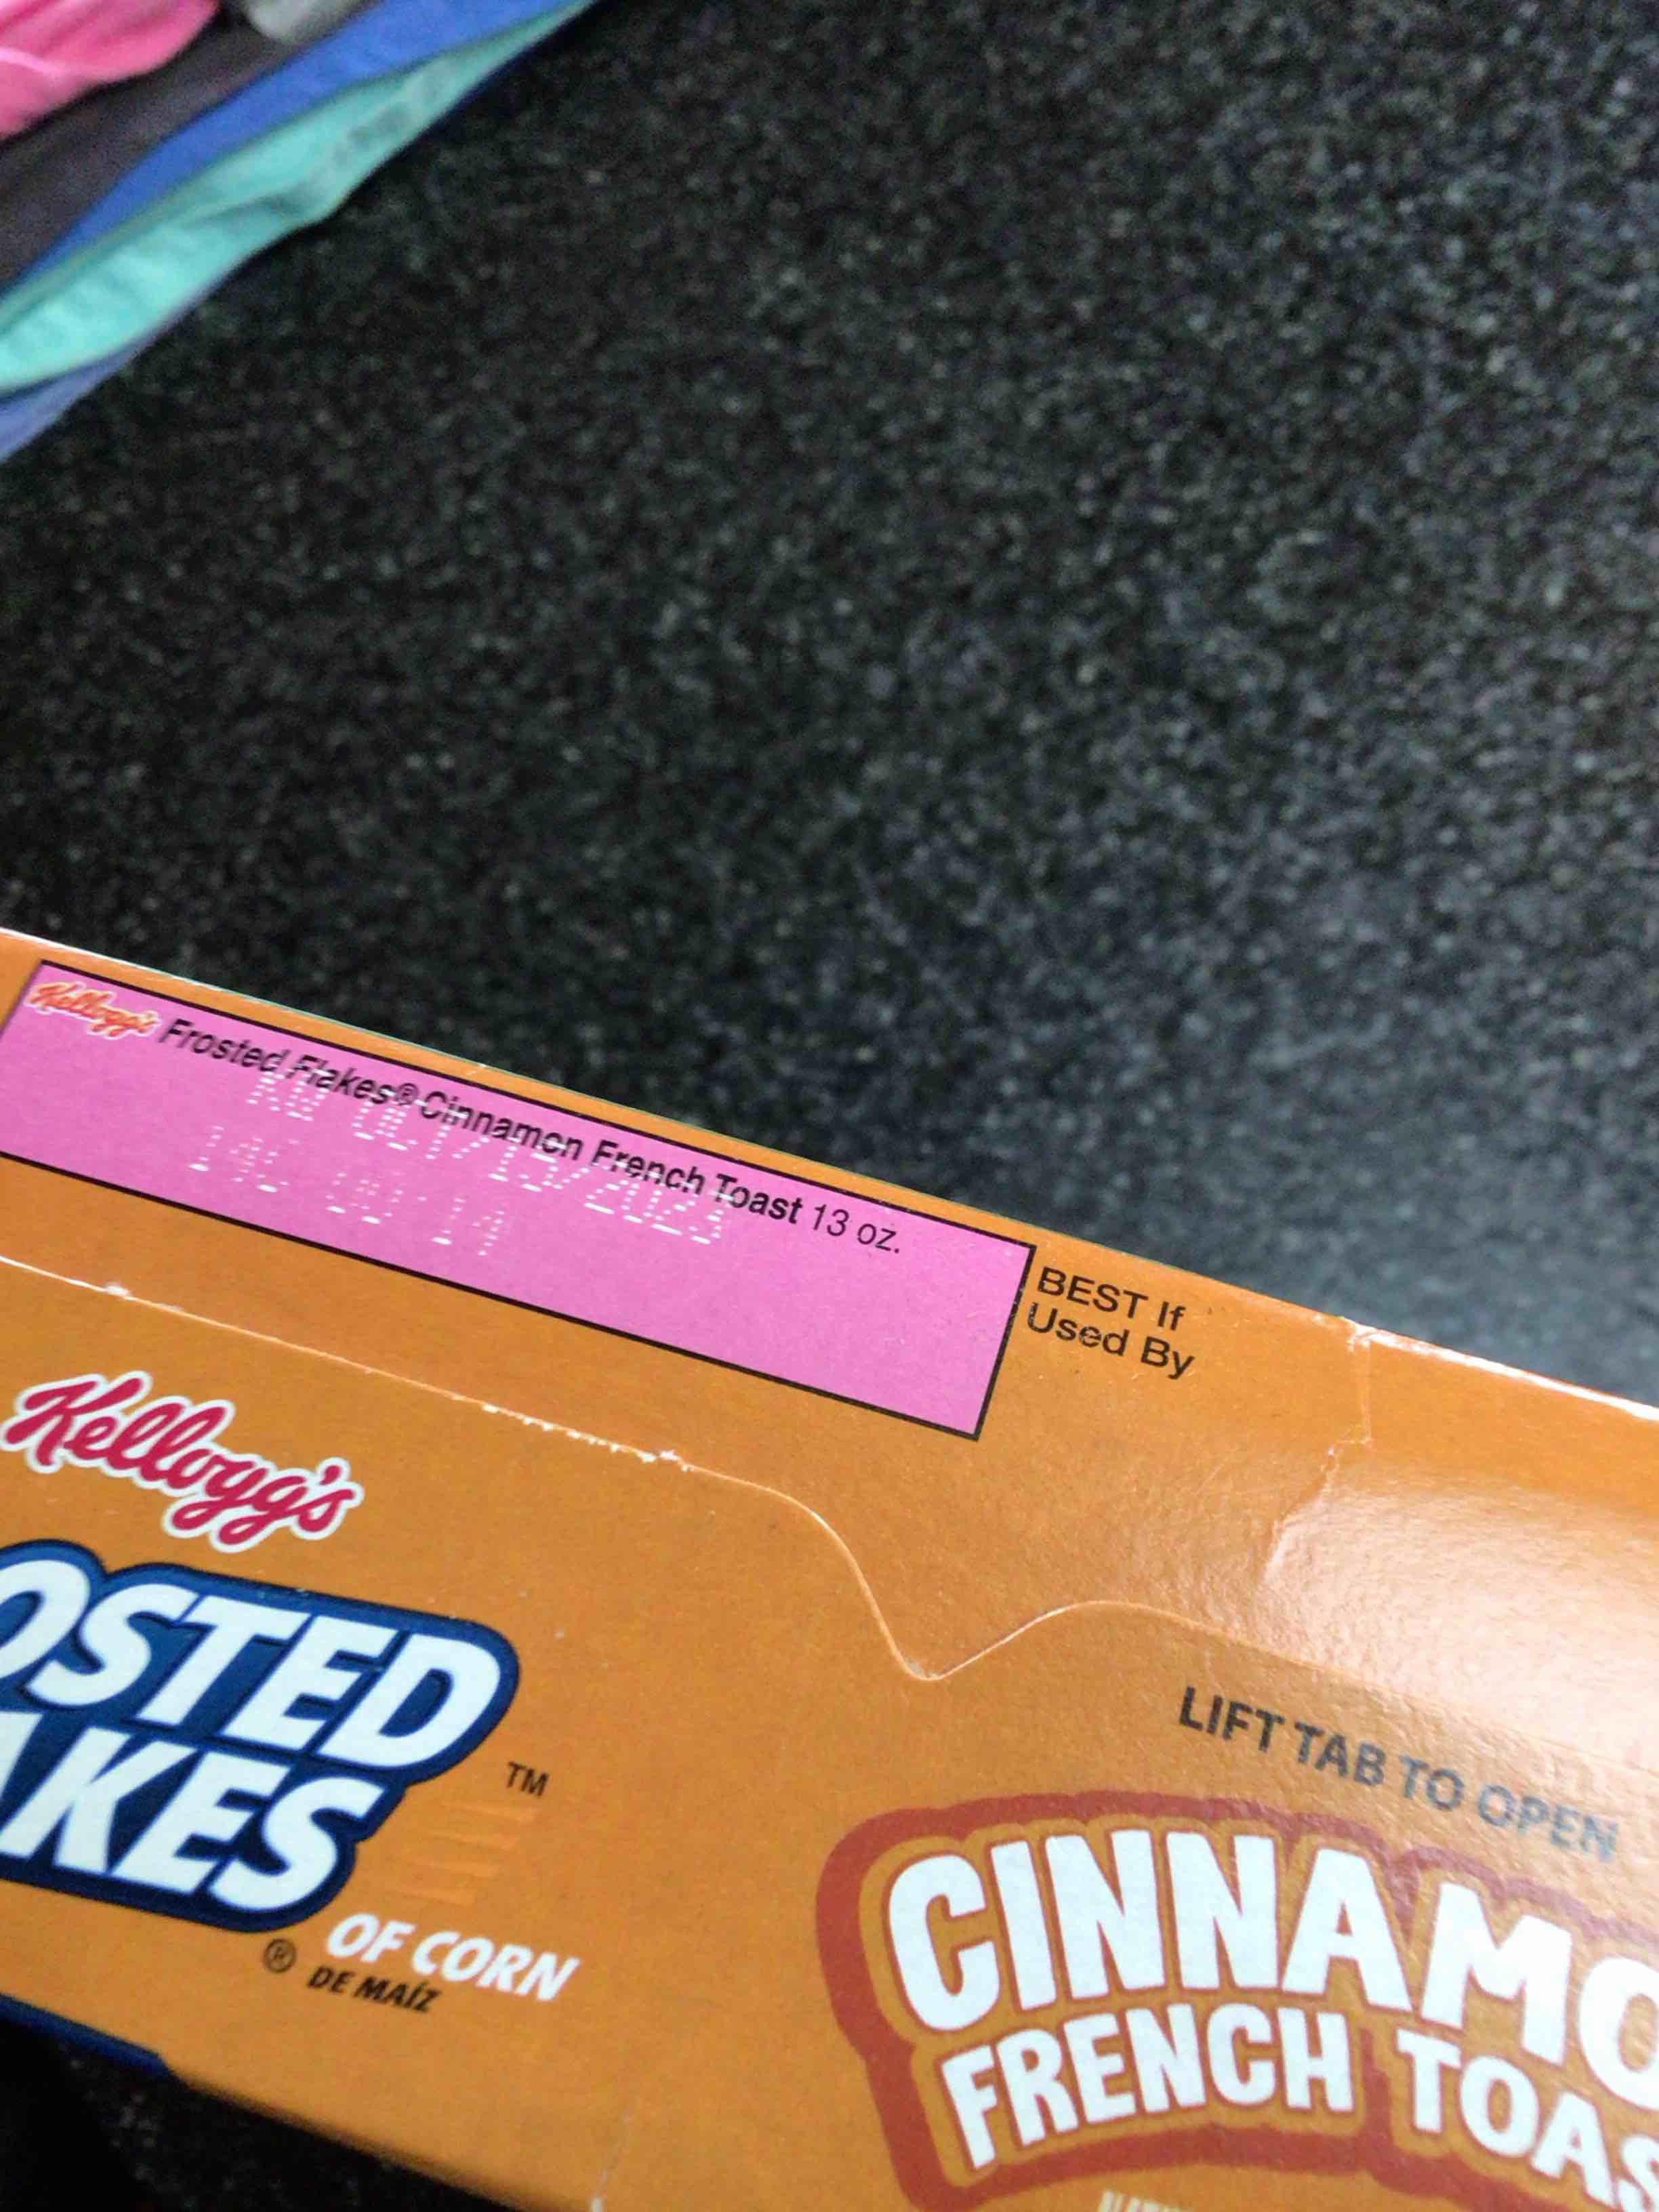 Kellogg's Frosted Flakes® Cinnamon French Toast 13 oz.
BEST If
Used By
Kellogg's
OSTED
AKES
™
® OF CORN
DE MAÍZ
LIFT TAB TO OPEN
CINNAMO
FRENCH TOAS